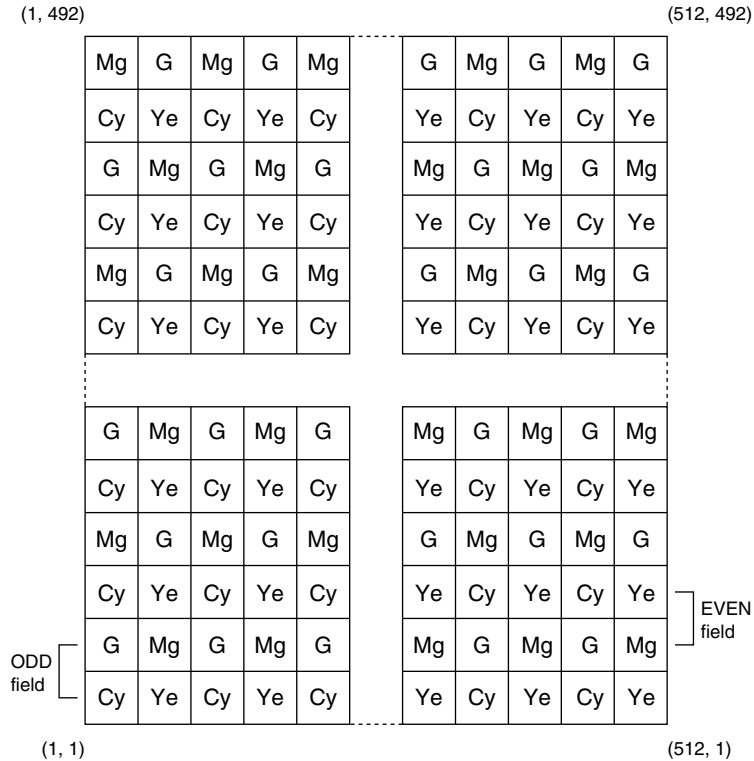 (1, 492) (512, 492)
Mg G Mg G Mg G Mg G Mg G
Cy Ye Cy Ye Cy Ye Cy Ye Cy Ye
G Mg G Mg G Mg G Mg G Mg
Cy Ye Cy Ye Cy Ye Cy Ye Cy Ye
Mg G Mg G Mg G Mg G Mg G
Cy Ye Cy Ye Cy Ye Cy Ye Cy Ye
G Mg G Mg G Mg G Mg G Mg
Cy Ye Cy Ye Cy Ye Cy Ye Cy Ye
Mg G Mg G Mg G Mg G Mg G
Cy Ye Cy Ye Cy Ye Cy Ye Cy Ye
EVEN
field
G Mg G Mg G Mg G Mg G Mg
ODD
field
Cy Ye Cy Ye Cy Ye Cy Ye Cy Ye
(1, 1) (512, 1)